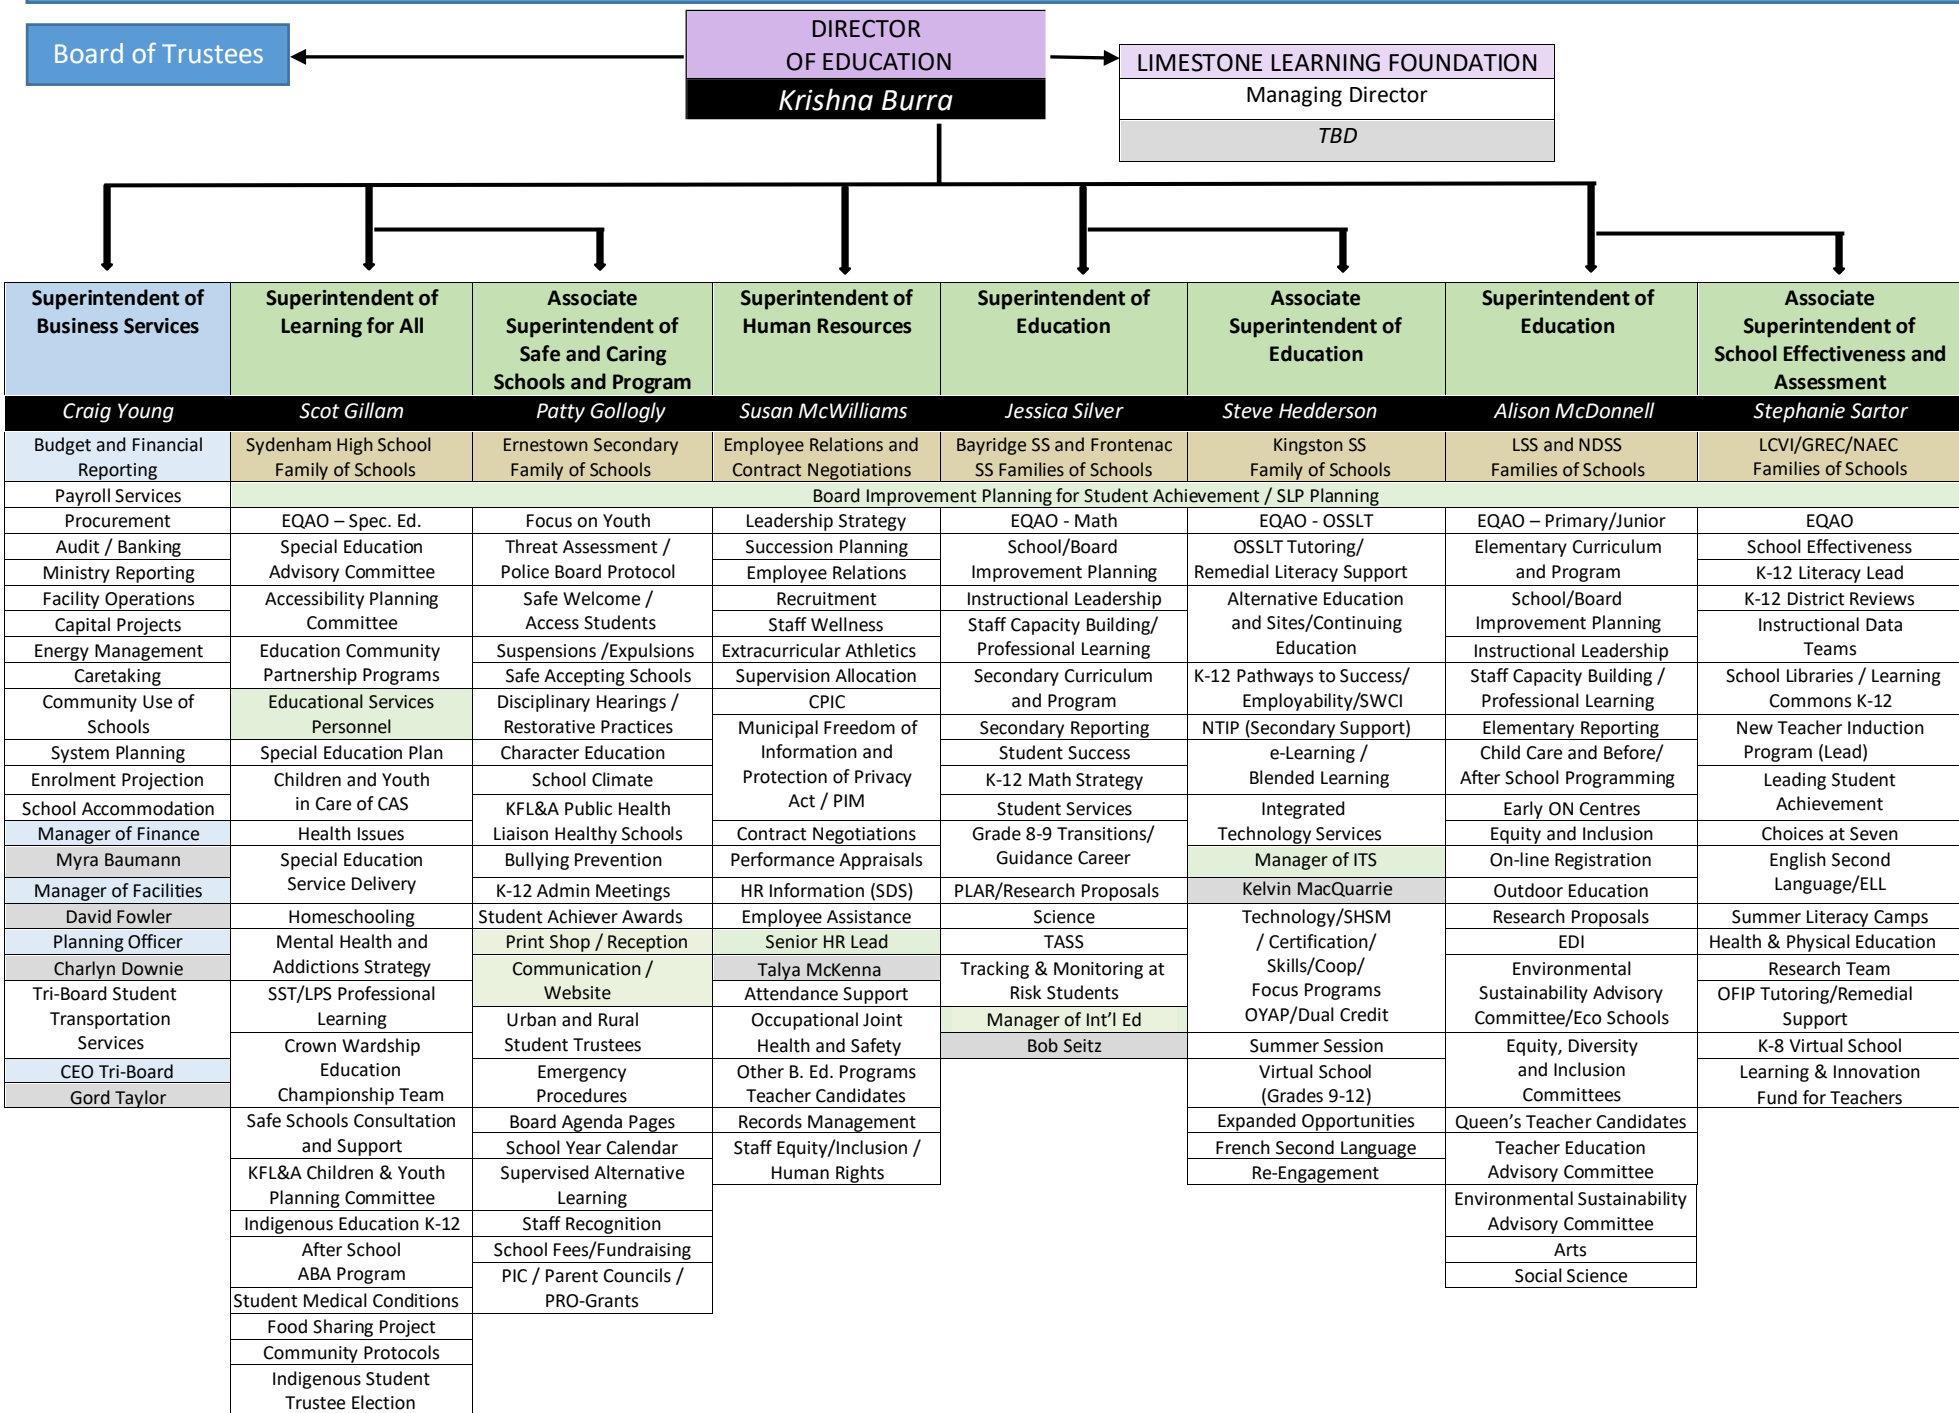 Board of Trustees
DIRECTOR
OF EDUCATION
Krishna Burra
LIMESTONE LEARNING FOUNDATION
Managing Director
TBD
Superintendent of
Business Services
Craig Young
Budget and Financial
Reporting
Payroll Services
Procurement
Audit / Banking
Ministry Reporting
Facility Operations
Capital Projects
Energy Management
Caretaking
Community Use of
Schools
System Planning
Enrolment Projection
School Accommodation
Manager of Finance
Myra Baumann
Manager of Facilities
David Fowler
Planning Officer
Charlyn Downie
Tri-Board Student
Transportation
Services
CEO Tri-Board
Gord Taylor
Superintendent of
Learning for All
Scot Gillam
Sydenham High School
Family of Schools
Board Improvement Planning for Student Achievement / SLP Planning
EQAO – Spec. Ed.
Special Education
Advisory Committee
Accessibility Planning
Committee
Education Community
Partnership Programs
Educational Services
Personnel
Special Education Plan
Children and Youth
in Care of CAS
Health Issues
Special Education
Service Delivery
Homeschooling
Mental Health and
Addictions Strategy
SST/LPS Professional
Learning
Crown Wardship
Education
Championship Team
Safe Schools Consultation
and Support
KFL&A Children & Youth
Planning Committee
Indigenous Education K-12
After School
ABA Program
Student Medical Conditions
Food Sharing Project
Community Protocols
Indigenous Student
Trustee Election
Associate
Superintendent of
Safe and Caring
Schools and Program
Patty Gollogly
Ernestown Secondary
Family of Schools
Focus on Youth
Threat Assessment /
Police Board Protocol
Safe Welcome /
Access Students
Suspensions /Expulsions
Safe Accepting Schools
Disciplinary Hearings /
Restorative Practices
Character Education
School Climate
KFL&A Public Health
Liaison Healthy Schools
Bullying Prevention
K-12 Admin Meetings
Student Achiever Awards
Print Shop / Reception
Communication /
Website
Urban and Rural
Student Trustees
Emergency
Procedures
Board Agenda Pages
School Year Calendar
Supervised Alternative
Learning
Staff Recognition
School Fees/Fundraising
PIC / Parent Councils /
PRO-Grants
Superintendent of
Human Resources
Susan McWilliams
Employee Relations and
Contract Negotiations
Leadership Strategy
Succession Planning
Employee Relations
Recruitment
Staff Wellness
Extracurricular Athletics
Supervision Allocation
CPIC
Municipal Freedom of
Information and
Protection of Privacy
Act / PIM
Contract Negotiations
Performance Appraisals
HR Information (SDS)
Employee Assistance
Senior HR Lead
Talya McKenna
Attendance Support
Occupational Joint
Health and Safety
Other B. Ed. Programs
Teacher Candidates
Records Management
Staff Equity/Inclusion /
Human Rights
Superintendent of
Education
Jessica Silver
Bayridge SS and Frontenac
SS Families of Schools
EQAO - Math
School/Board
Improvement Planning
Instructional Leadership
Staff Capacity Building/
Professional Learning
Secondary Curriculum
and Program
Secondary Reporting
Student Success
K-12 Math Strategy
Student Services
Grade 8-9 Transitions/
Guidance Career
PLAR/Research Proposals
Science
TASS
Tracking & Monitoring at
Risk Students
Manager of Int’l Ed
Bob Seitz
Associate
Superintendent of
Education
Steve Hedderson
Kingston SS
Family of Schools
EQAO - OSSLT
OSSLT Tutoring/
Remedial Literacy Support
Alternative Education
and Sites/Continuing
Education
K-12 Pathways to Success/
Employability/SWCI
NTIP (Secondary Support)
e-Learning /
Blended Learning
Integrated
Technology Services
Manager of ITS
Kelvin MacQuarrie
Technology/SHSM
/ Certification/
Skills/Coop/
Focus Programs
OYAP/Dual Credit
Summer Session
Virtual School
(Grades 9-12)
Expanded Opportunities
French Second Language
Re-Engagement
Superintendent of
Education
Alison McDonnell
LSS and NDSS
Families of Schools
EQAO – Primary/Junior
Elementary Curriculum
and Program
School/Board
Improvement Planning
Instructional Leadership
Staff Capacity Building /
Professional Learning
Elementary Reporting
Child Care and Before/
After School Programming
Early ON Centres
Equity and Inclusion
On-line Registration
Outdoor Education
Research Proposals
EDI
Environmental
Sustainability Advisory
Committee/Eco Schools
Equity, Diversity
and Inclusion
Committees
Queen’s Teacher Candidates
Teacher Education
Advisory Committee
Environmental Sustainability
Advisory Committee
Arts
Social Science
Associate
Superintendent of
School Effectiveness and
Assessment
Stephanie Sartor
LCVI/GREC/NAEC
Families of Schools
EQAO
School Effectiveness
K-12 Literacy Lead
K-12 District Reviews
Instructional Data
Teams
School Libraries / Learning
Commons K-12
New Teacher Induction
Program (Lead)
Leading Student
Achievement
Choices at Seven
English Second
Language/ELL
Summer Literacy Camps
Health & Physical Education
Research Team
OFIP Tutoring/Remedial
Support
K-8 Virtual School
Learning & Innovation
Fund for Teachers